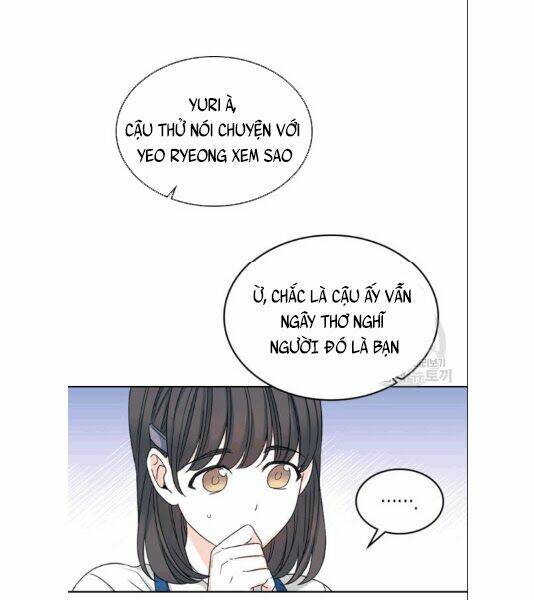 YURI À,
CẬU THỬ NÓI CHUYỆN VỚI
YEO RYEONG XEM SAO
Ừ, CHẮC LÀ CẬU ẤY VẪN
NGÂY THƠ NGHĨ
NGƯỜI ĐÓ LÀ BẠN
…….